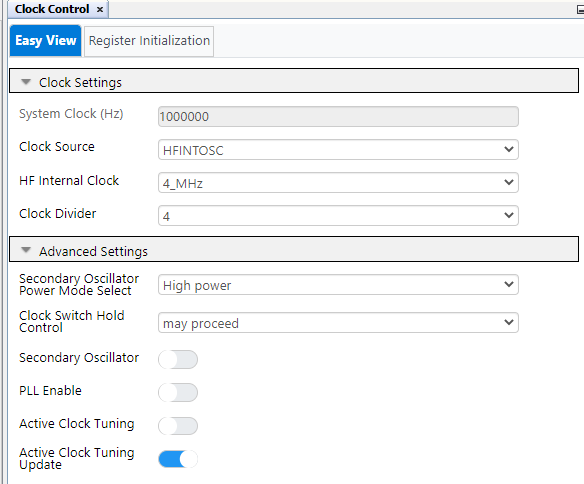 Clock Control ×
Easy View
Register Initialization
Clock Settings
System Clock (Hz)
1000000
Clock Source
HFINTOSC
HF Internal Clock
4_MHz
Clock Divider
4
Advanced Settings
Secondary Oscillator
Power Mode Select
High power
Clock Switch Hold
Control
may proceed
Secondary Oscillator
PLL Enable
Active Clock Tuning
Active Clock Tuning
Update